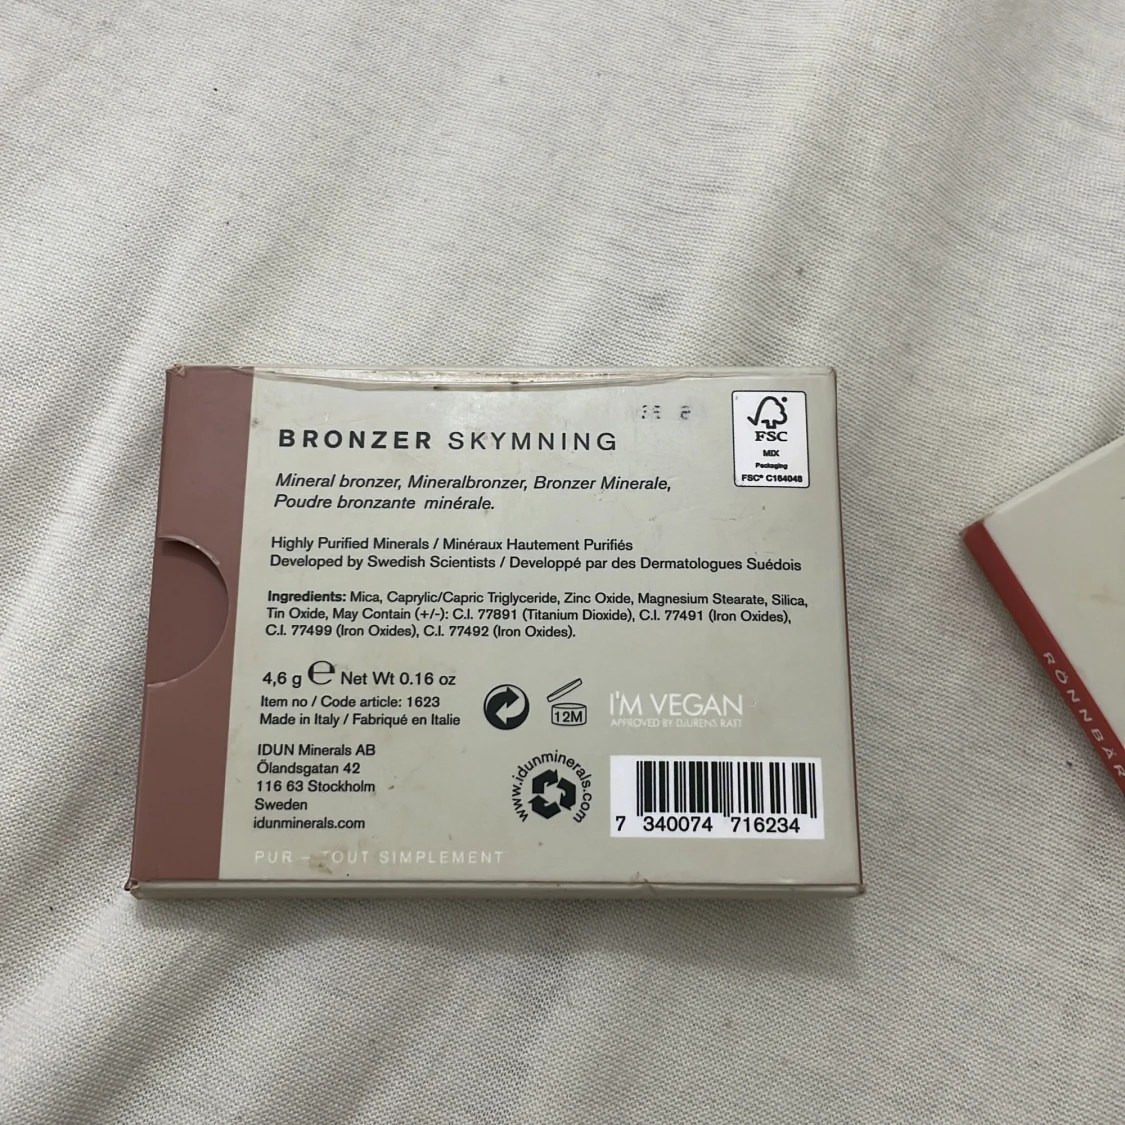 BRONZER SKYMNING
Mineral bronzer, Mineralbronzer, Bronzer Minerale,
Poudre bronzante minérale.
FSC
MIX
Packaging
FSC® C164048
Highly Purified Minerals / Minéraux Hautement Purifiés
Developed by Swedish Scientists / Developpé par des Dermatologues Suédois
Ingredients: Mica, Caprylic/Capric Triglyceride, Zinc Oxide, Magnesium Stearate, Silica,
Tin Oxide, May Contain (+/-): C.I. 77891 (Titanium Dioxide), C.I. 77491 (Iron Oxides),
C.I. 77499 (Iron Oxides), C.I. 77492 (Iron Oxides).
4,6 g ℮ Net Wt 0.16 oz
Item no / Code article: 1623
Made in Italy / Fabriqué en Italie
12M
I'M VEGAN
APPROVED BY DJURENS RÄTT
IDUN Minerals AB
Ölandsgatan 42
116 63 Stockholm
Sweden
idunminerals.com
www.idunminerals.com
7 340074 716234
PUR – TOUT SIMPLEMENT
RÖNNBÄR